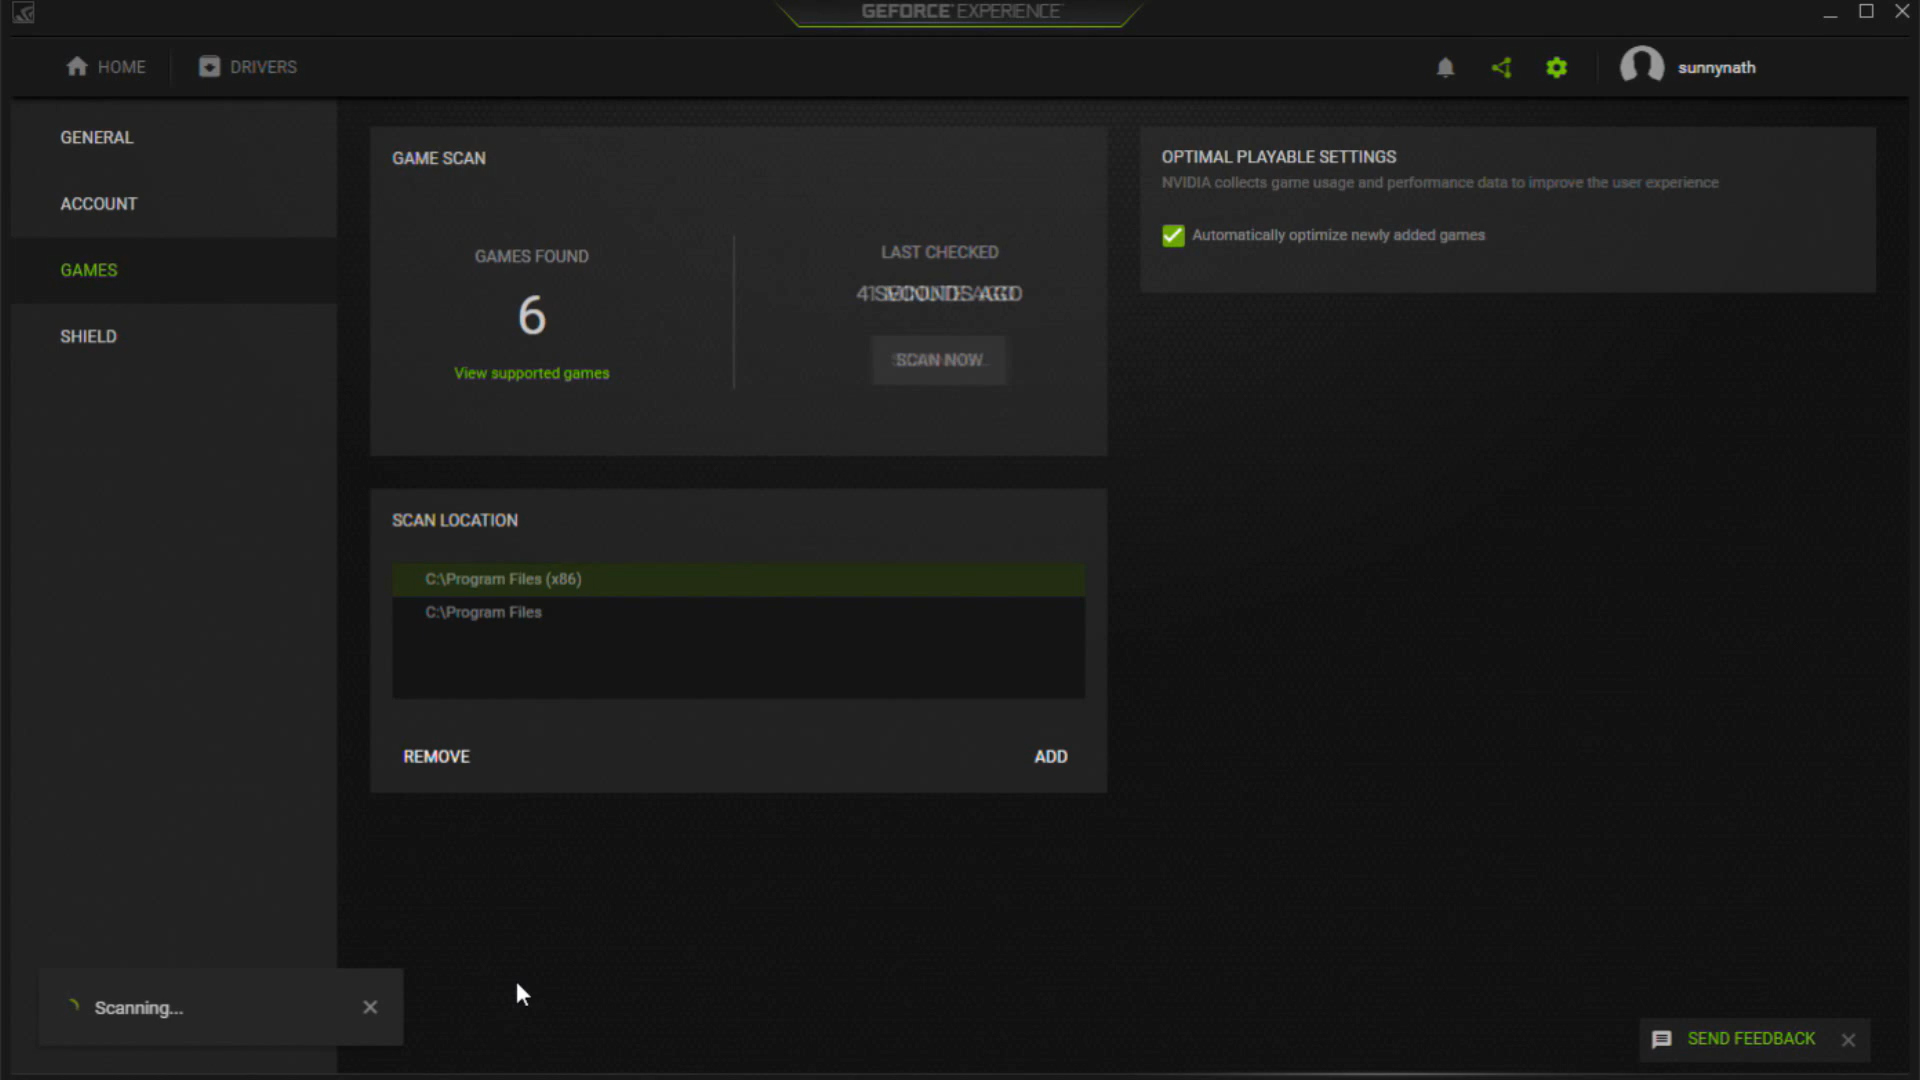 GEFORCE EXPERIENCE
HOME
DRIVERS
sunnynath
GENERAL
ACCOUNT
GAMES
SHIELD
GAME SCAN
GAMES FOUND
6
View supported games
LAST CHECKED
SCAN NOW
OPTIMAL PLAYABLE SETTINGS
NVIDIA collects game usage and performance data to improve the user experience
Automatically optimize newly added games
SCAN LOCATION
C:\Program Files (x86)
C:\Program Files
REMOVE
ADD
Scanning...
SEND FEEDBACK